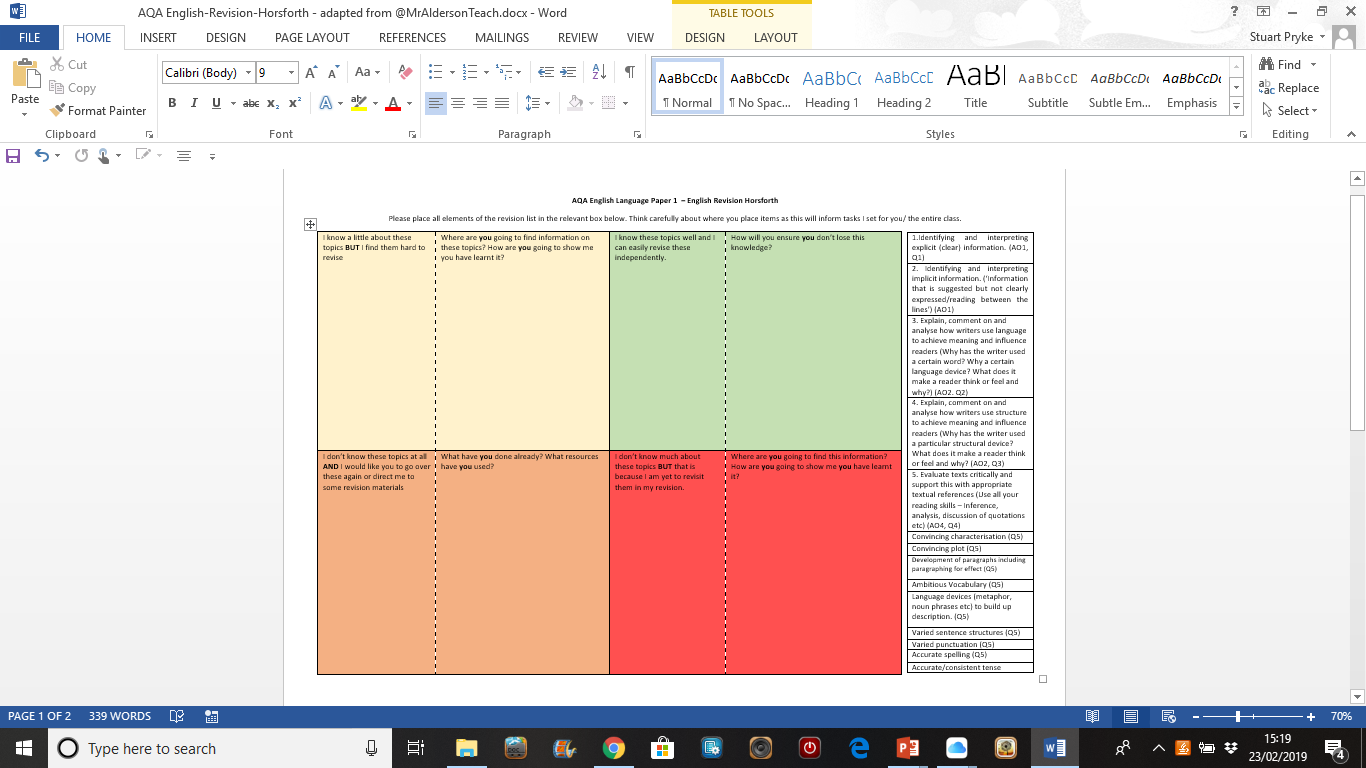 AQA English-Revision-Horsforth - adapted from @MrAldersonTeach.docx - Word
TABLE TOOLS
?
FILE
HOME
INSERT
DESIGN
PAGE LAYOUT
REFERENCES
MAILINGS
REVIEW
VIEW
DESIGN
LAYOUT
Stuart Pryke
Paste
Cut
Copy
Format Painter
Clipboard
Calibri (Body)
9
Font
Paragraph
AaBbCcDc
¶ Normal
AaBbCcDc
¶ No Spac...
AaBbCc
Heading 1
AaBbCcD
Heading 2
AaBl
Title
AaBbCcD
Subtitle
AaBbCcDc
Subtle Em...
AaBbCcDc
Emphasis
Styles
Find
Replace
Select
Editing
AQA English Language Paper 1 – English Revision Horsforth
Please place all elements of the revision list in the relevant box below. Think carefully about where you place items as this will inform tasks I set for you/ the entire class.
I know a little about these
topics BUT I find them hard to
revise
Where are you going to find information on
these topics? How are you going to show me
you have learnt it?
I know these topics well and I
can easily revise these
independently.
How will you ensure you don't lose this
knowledge?
I don't know these topics at all
AND I would like you to go over
these again or direct me to
some revision materials
What have you done already? What resources
have you used?
I don't know much about
these topics BUT that is
because I am yet to revisit
them in my revision.
Where are you going to find this information?
How are you going to show me you have learnt
it?
1.Identifying and interpreting
explicit (clear) information. (AO1,
Q1)
2. Identifying and interpreting
implicit information. ('Information
that is suggested but not clearly
expressed/reading between the
lines') (AO1)
3. Explain, comment on and
analyse how writers use language
to achieve meaning and influence
readers (Why has the writer used
a certain word? Why a certain
language device? What does it
make a reader think or feel and
why?) (AO2. Q2)
4. Explain, comment on and
analyse how writers use structure
to achieve meaning and influence
readers (Why has the writer used
a particular structural device?
What does it make a reader think
or feel and why? (AO2, Q3)
5. Evaluate texts critically and
support this with appropriate
textual references (Use all your
reading skills – inference,
analysis, discussion of quotations
etc) (AO4, Q4)
Convincing characterisation (Q5)
Convincing plot (Q5)
Development of paragraphs including
paragraphing for effect (Q5)
Ambitious Vocabulary (Q5)
Language devices (metaphor,
noun phrases etc) to build up
description. (Q5)
Varied sentence structures (Q5)
Varied punctuation (Q5)
Accurate spelling (Q5)
Accurate/consistent tense
PAGE 1 OF 2
339 WORDS
70%
Type here to search
15:19
23/02/2019
4